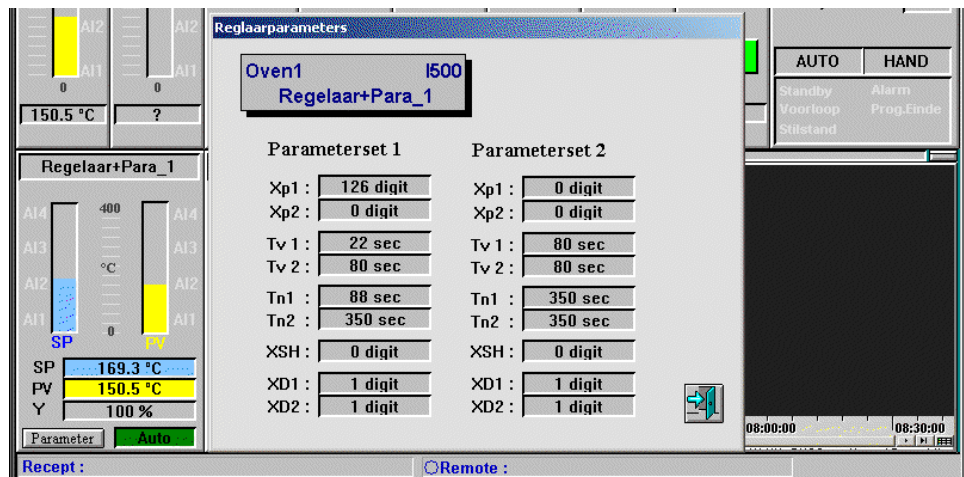 AI2
AI2
AI1
AI1
0
0
150.5 °C
?
Reglaarparameters
Oven1 I500
Regelaar+Para_1
Parameterset 1 Parameterset 2
Xp1 : 126 digit Xp1 : 0 digit
Xp2 : 0 digit Xp2 : 0 digit
Tv 1 : 22 sec Tv 1 : 80 sec
Tv 2 : 80 sec Tv 2 : 80 sec
Tn1 : 88 sec Tn1 : 350 sec
Tn2 : 350 sec Tn2 : 350 sec
XSH : 0 digit XSH : 0 digit
XD1 : 1 digit XD1 : 1 digit
XD2 : 1 digit XD2 : 1 digit
AUTO HAND
Standby Alarm
Voorloop Prog.Einde
Stilstand
Regelaar+Para_1
AI4 400 AI4
AI3 AI3
°C
AI2 AI2
AI1 AI1
0
SP PV
SP 169.3 °C
PV 150.5 °C
Y 100 %
Parameter Auto
08:00:00 08:30:00
Recept : Remote :